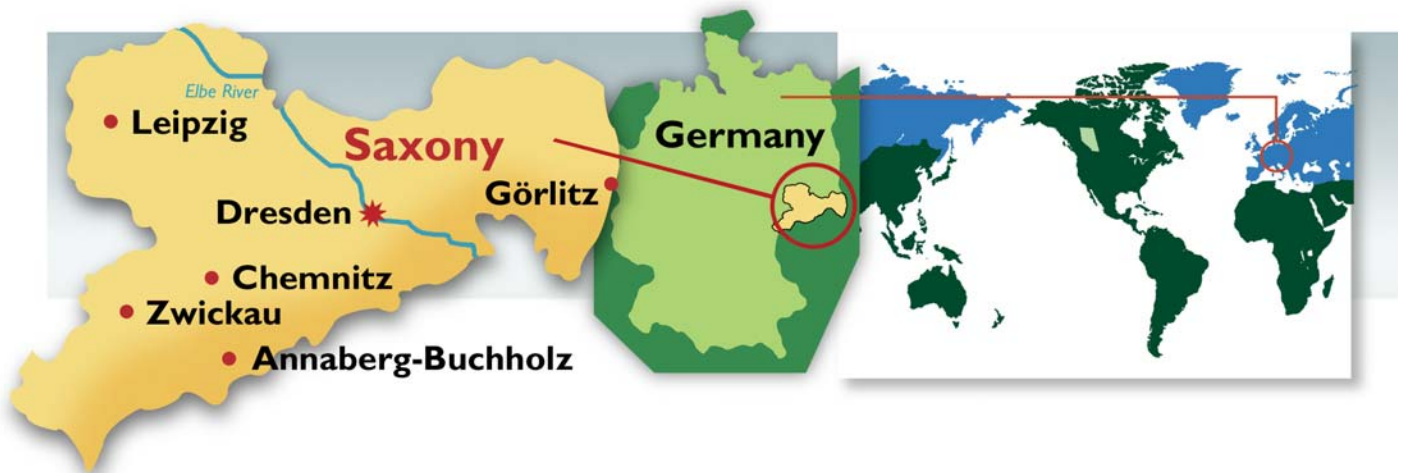 Elbe River
Leipzig
Saxony
Germany
Görlitz
Dresden
Chemnitz
Zwickau
Annaberg-Buchholz